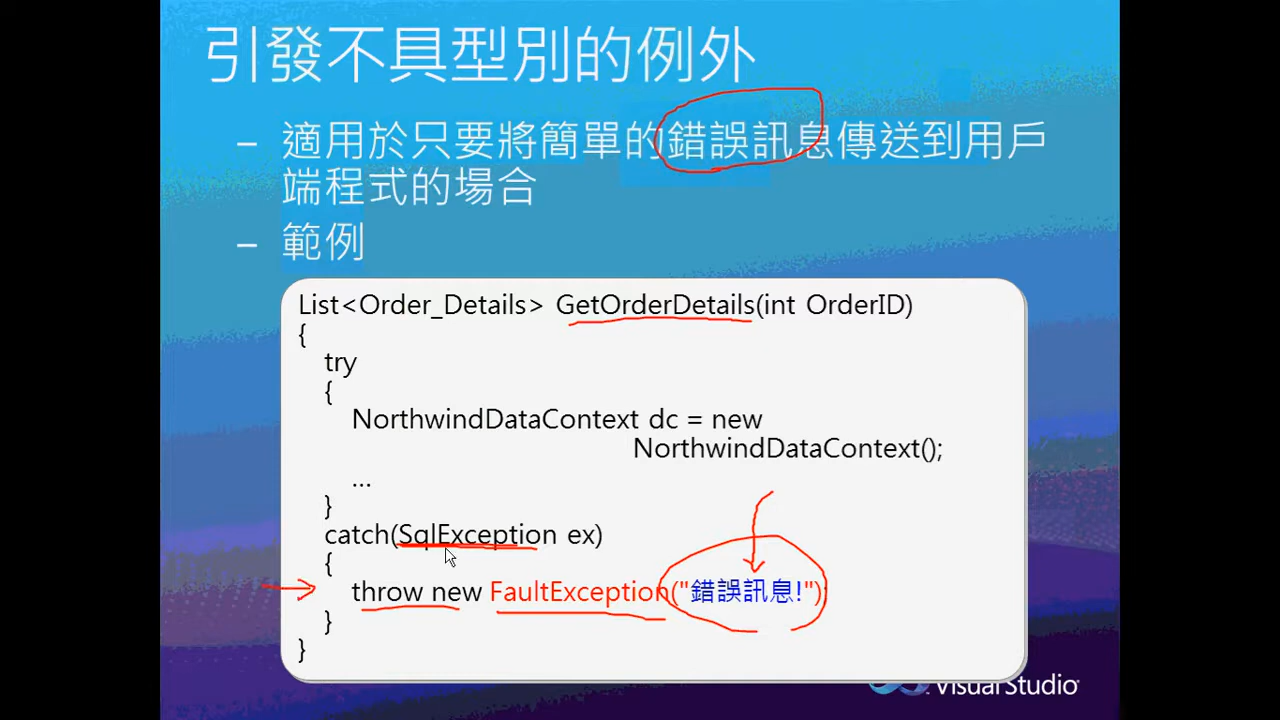 引發不具型別的例外
– 適用於只要將簡單的錯誤訊息傳送到用戶
端程式的場合
– 範例
List<Order_Details> GetOrderDetails(int OrderID)
{
try
{
NorthwindDataContext dc = new
NorthwindDataContext();
...
}
catch(SqlException ex)
{
throw new FaultException("錯誤訊息!");
}
}
Visual Studio